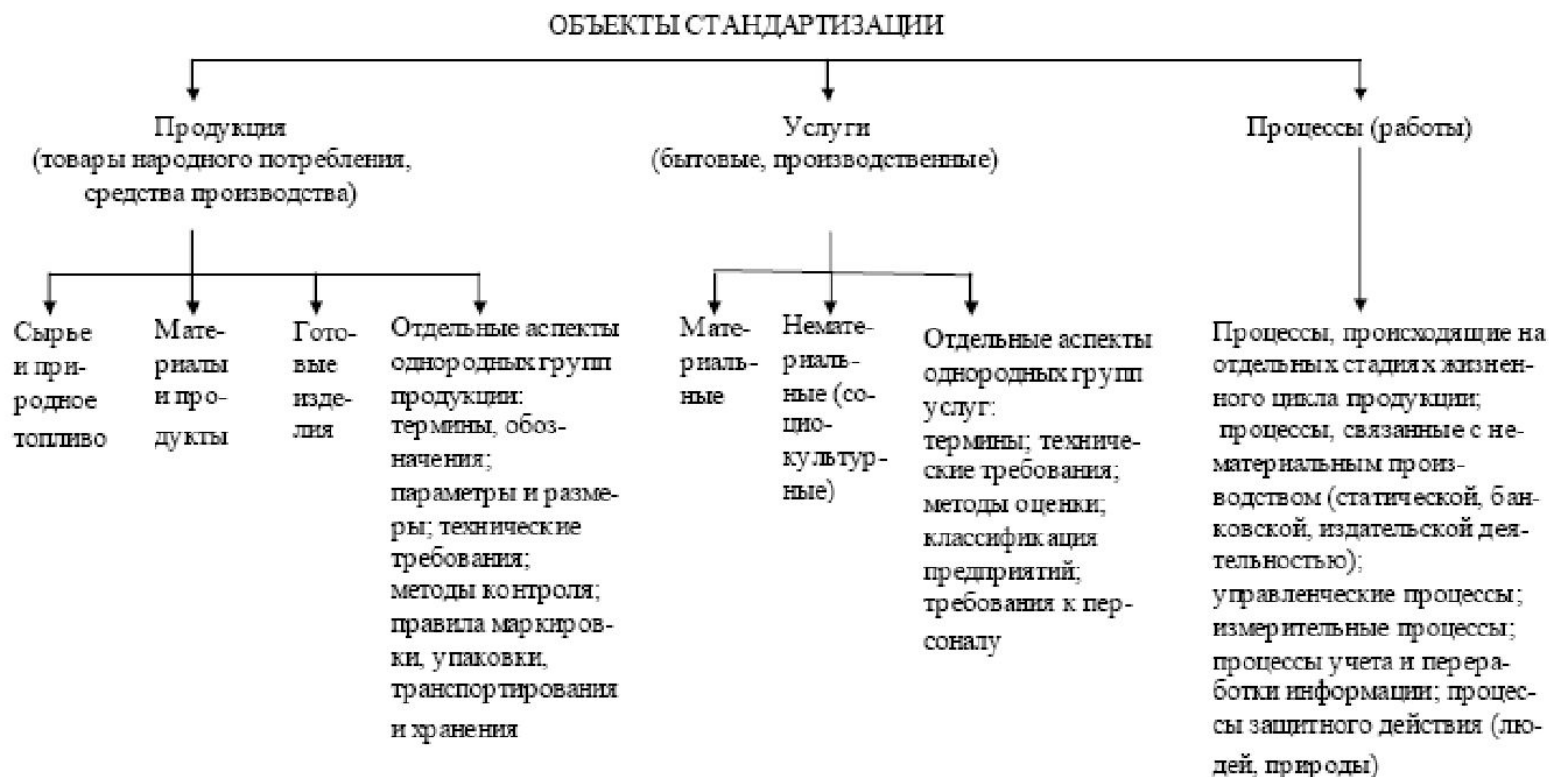 ОБЪЕКТЫ СТАНДАРТИЗАЦИИ
Продукция
(товары народного потребления,
средства производства)
Услуги
(бытовые, производственные)
Процессы (работы)
Сырье
и при-
родное
топливо
Мате-
риалы
и про-
дукты
Гото-
вые
изде-
лия
Отдельные аспекты
однородных групп
продукции:
термины, обоз-
начения;
параметры и разме-
ры; технические
требования;
методы контроля;
правила маркиров-
ки, упаковки,
транспортирования
и хранения
Мате-
риаль-
ные
Нематe-
риаль-
ные (со-
цио-
культур-
ные)
Отдельные аспекты
однородных групп
услуг:
термины; техниче-
ские требования;
методы оценки;
классификация
предприятий;
требования к пер-
соналу
Процессы, происходящие на
отдельных стадиях жизнен-
ного цикла продукции;
процессы, связанные с не-
материальным произ-
водством (статической, бан-
ковской, издательской дея-
тельностью);
управленческие процессы;
измерительные процессы;
процессы учета и перера-
ботки информации; процес-
сы защитного действия (лю-
дей, природы)